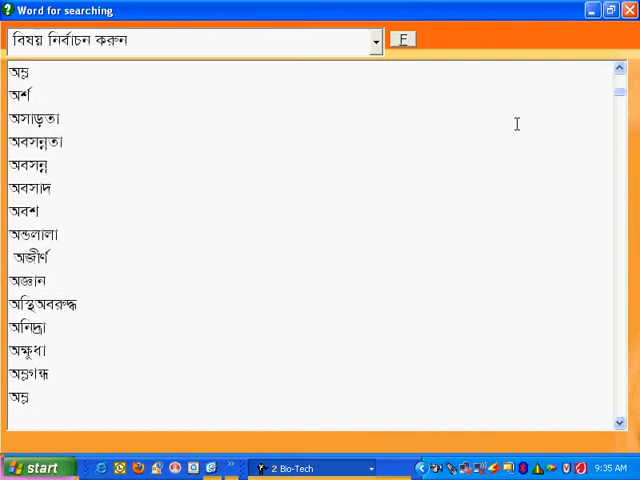 Word for searching
বিষয় নির্বাচন করুন
F
অম্ল
অর্শ
অসাড়তা
অবসন্নতা
অবসন্ন
অবসাদ
অবশ
অন্ডলালা
অজীর্ণ
অজ্ঞান
অস্থিঅবরুদ্ধ
অনিদ্রা
অক্ষুধা
অম্লগন্ধ
অম্ল
start
2 Bio-Tech
9:35 AM